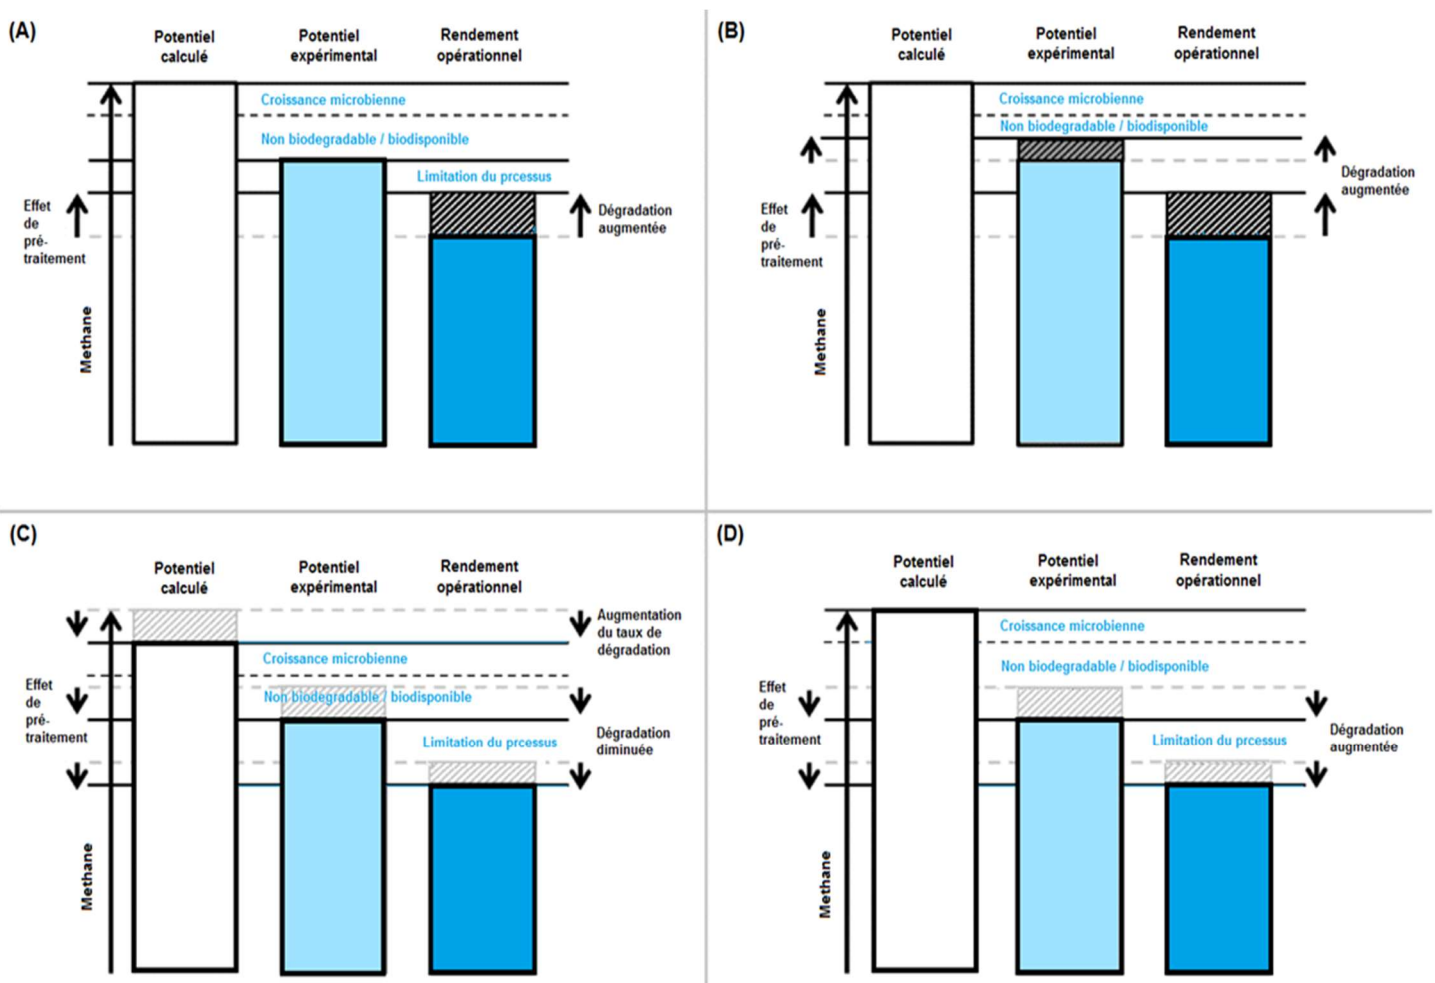 (A)
Potentiel
calculé
Potentiel
expérimental
Rendement
opérationnel
Croissance microbienne
Non biodegradable / biodisponible
Limitation du prcessus
Effet
de
pré-
traitement
Dégradation
augmentée
Methane
(B)
Potentiel
calculé
Potentiel
expérimental
Rendement
opérationnel
Croissance microbienne
Non biodegradable / biodisponible
Dégradation
augmentée
Effet
de
pré-
traitement
Methane
(C)
Potentiel
calculé
Potentiel
expérimental
Rendement
opérationnel
Augmentation
du taux de
dégradation
Croissance microbienne
Non biodegradable / biodisponible
Effet
de
pré-
traitement
Limitation du prcessus
Dégradation
diminuée
Methane
(D)
Potentiel
calculé
Potentiel
expérimental
Rendement
opérationnel
Croissance microbienne
Non biodegradable / biodisponible
Effet
de
pré-
traitement
Limitation du prcessus
Dégradation
augmentée
Methane